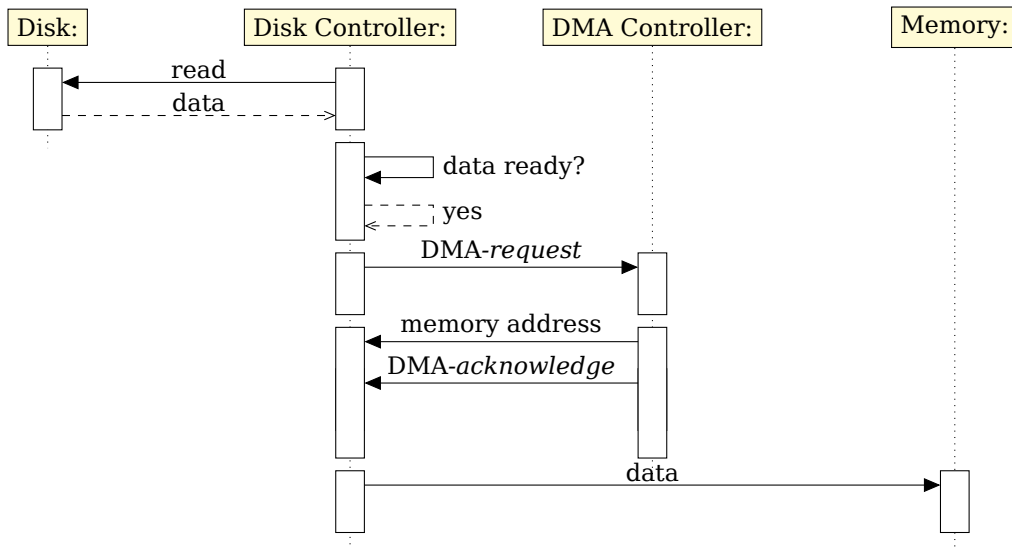 Disk:
Disk Controller:
DMA Controller:
Memory:
read
data
data ready?
yes
DMA-request
memory address
DMA-acknowledge
data